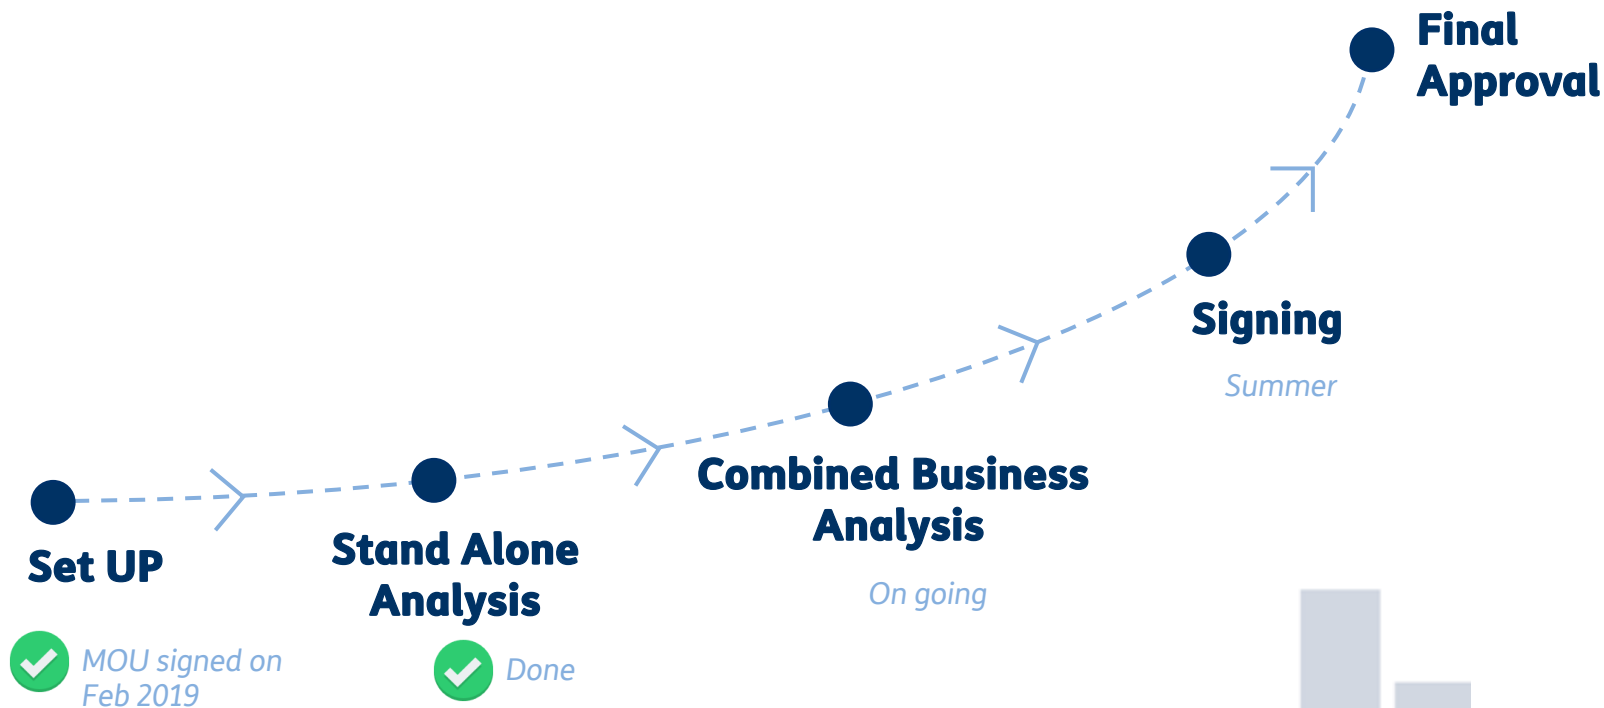 Final
Approval
Signing
Summer
Combined Business
Analysis
On going
Stand Alone
Analysis
Done
Set UP
MOU signed on
Feb 2019